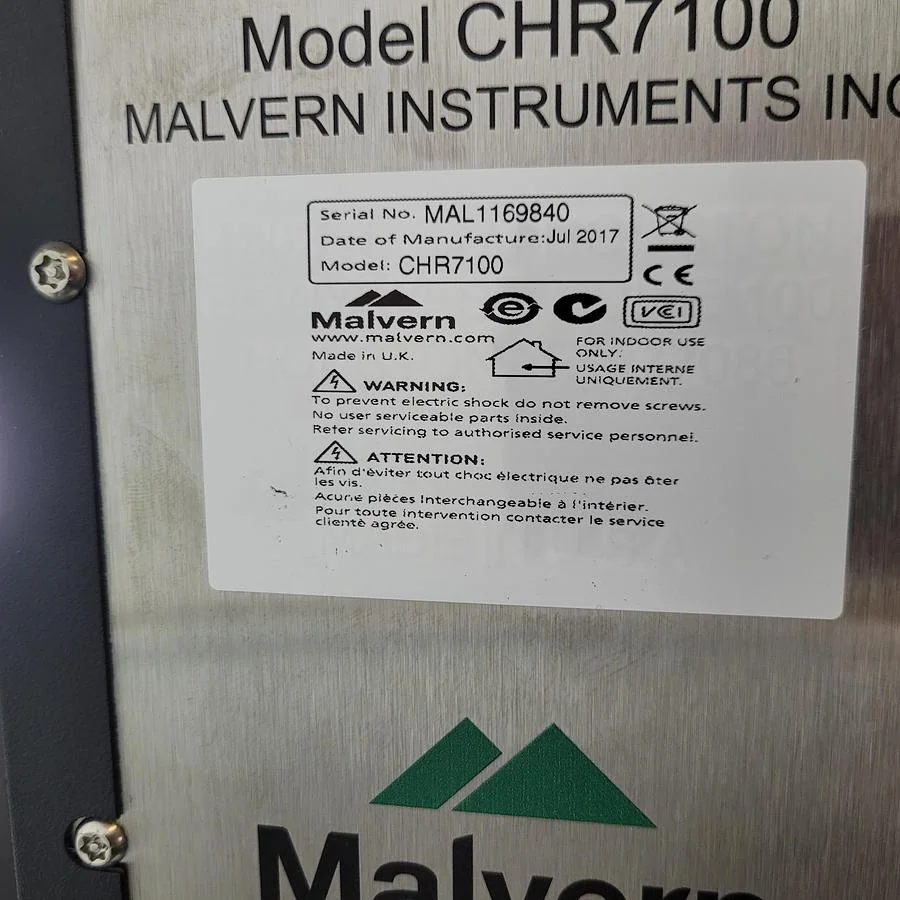 Model CHR7100
MALVERN INSTRUMENTS INC
Serial No. MAL1169840
Date of Manufacture:Jul 2017
Model: CHR7100
CE
e
VCI
Malvern
www.malvern.com
Made in U.K.
FOR INDOOR USE
ONLY.
USAGE INTERNE
UNIQUEMENT.
WARNING:
To prevent electric shock do not remove screws.
No user serviceable parts inside.
Refer servicing to authorised service personnel.
ATTENTION:
Afin d'éviter tout choc électrique ne pas ôter
les vis.
Acune pièces interchangeable à l'intérier.
Pour toute intervention contacter le service
clientè agrée.
Malvern